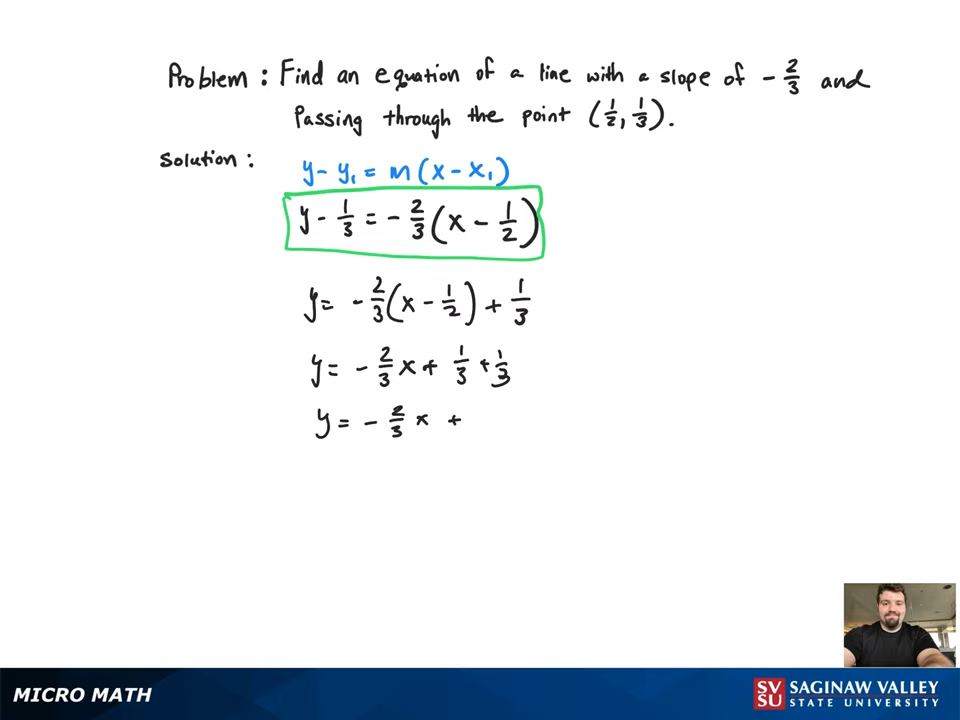 Problem : Find an equation of a line with a slope of - 2/3 and
Passing through the point (1/2, 1/3).
Solution :
y - y₁ = m (x - x₁)
y - 1/3 = - 2/3 (x - 1/2)
y = - 2/3 (x - 1/2) + 1/3
y = - 2/3 x + 1/3 + 1/3
y = - 2/3 x +
MICRO MATH
SV SU SAGINAW VALLEY
STATE UNIVERSITY